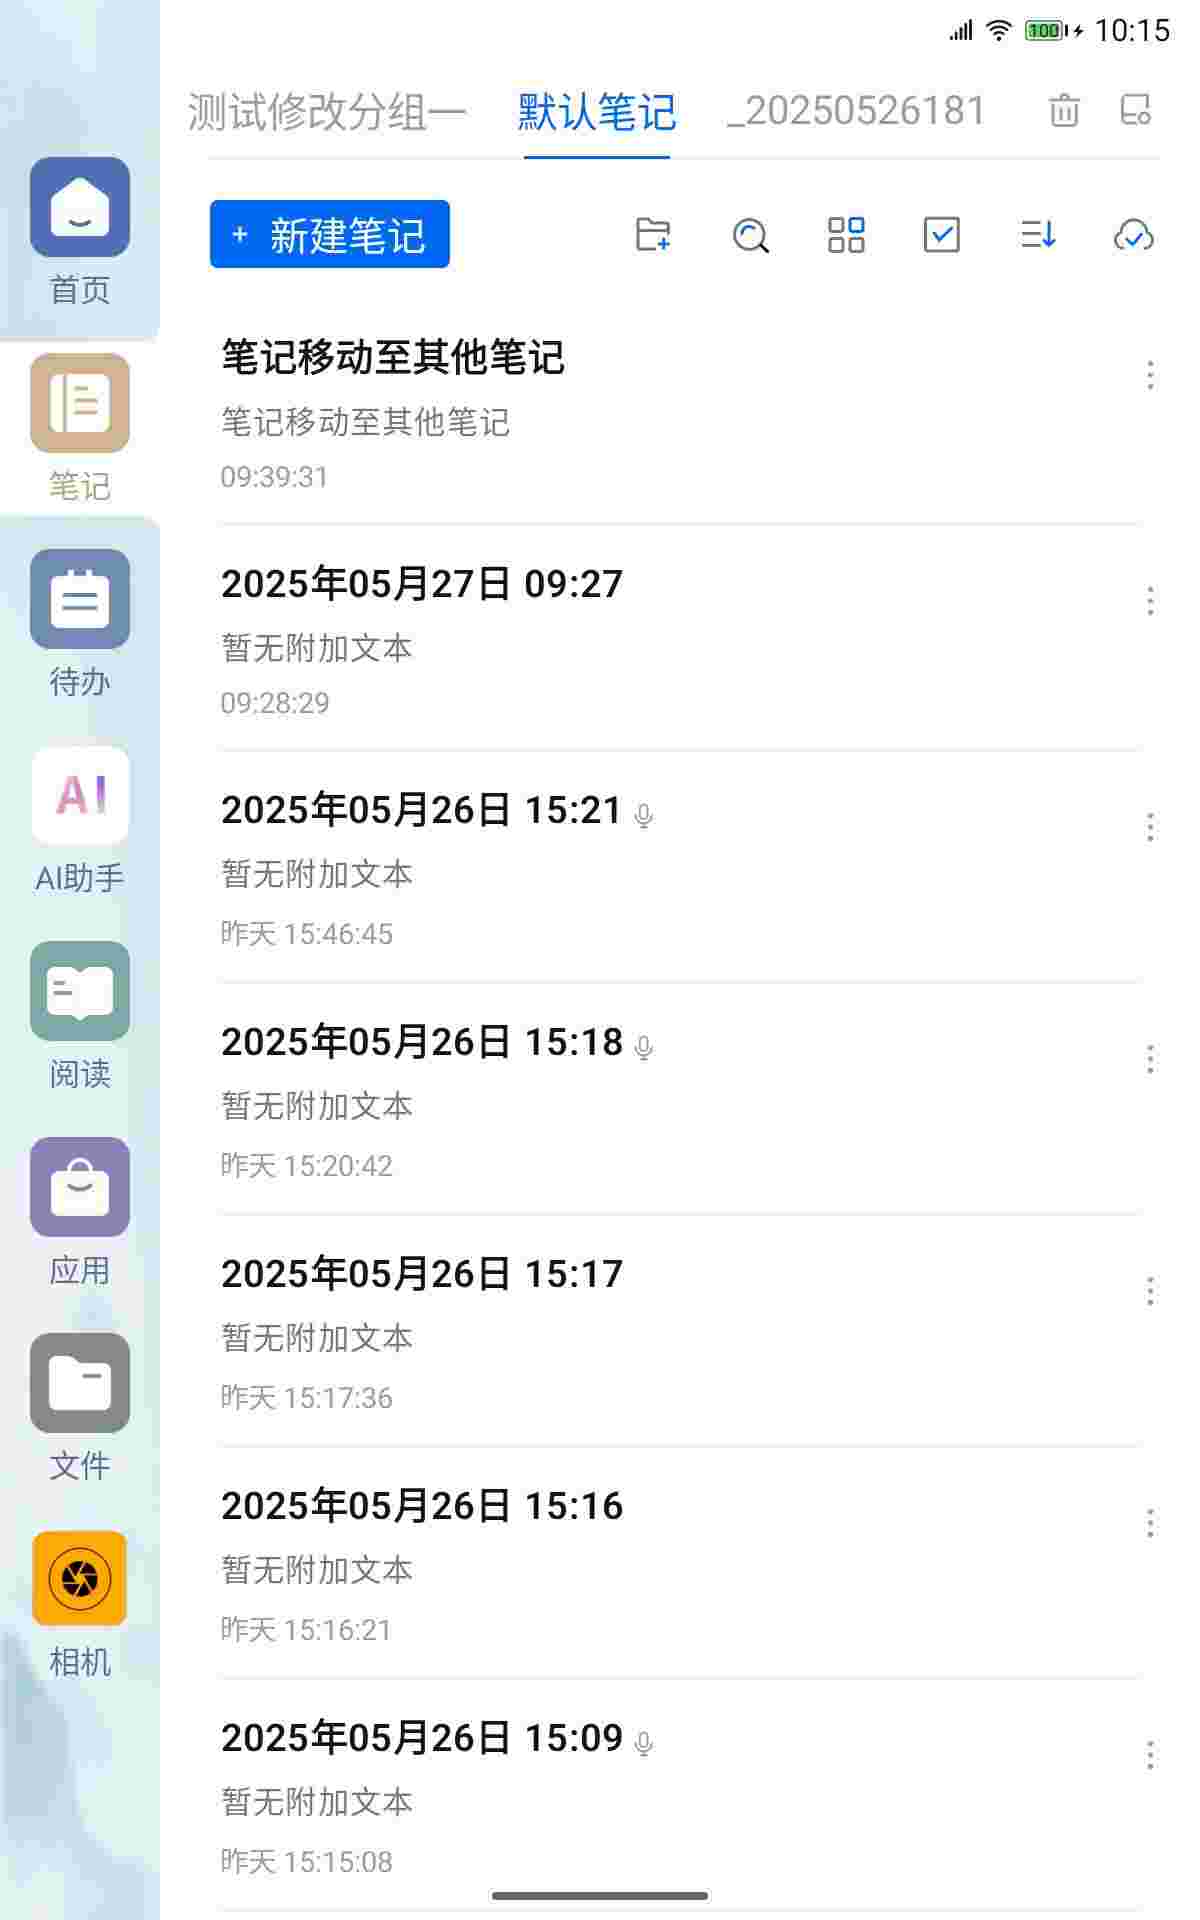 100 10:15
测试修改分组一 默认笔记 _20250526181
+ 新建笔记
首页
笔记
待办
AI
AI助手
阅读
应用
文件
相机
笔记移动至其他笔记
笔记移动至其他笔记
09:39:31
2025年05月27日 09:27
暂无附加文本
09:28:29
2025年05月26日 15:21
暂无附加文本
昨天 15:46:45
2025年05月26日 15:18
暂无附加文本
昨天 15:20:42
2025年05月26日 15:17
暂无附加文本
昨天 15:17:36
2025年05月26日 15:16
暂无附加文本
昨天 15:16:21
2025年05月26日 15:09
暂无附加文本
昨天 15:15:08